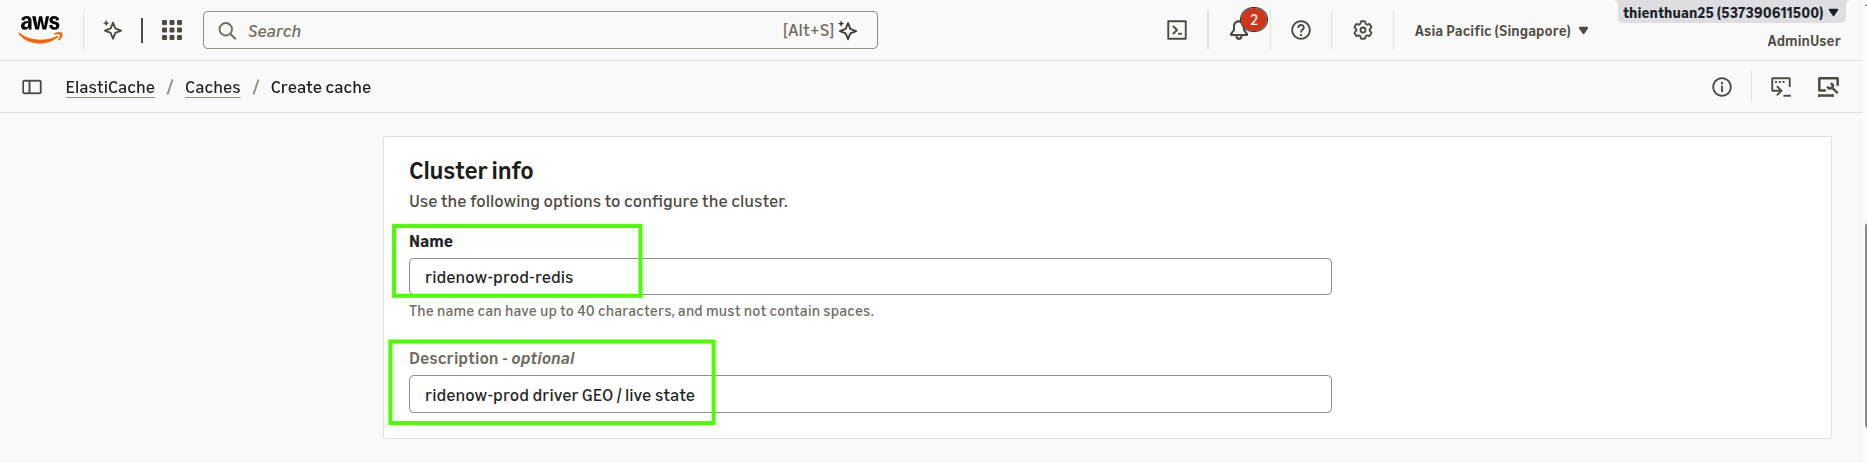 aws
Search [Alt+S]
2
Asia Pacific (Singapore)
thienthuan25 (537390611500)
AdminUser
ElastiCache / Caches / Create cache
Cluster info
Use the following options to configure the cluster.
Name
ridenow-prod-redis
The name can have up to 40 characters, and must not contain spaces.
Description - optional
ridenow-prod driver GEO / live state